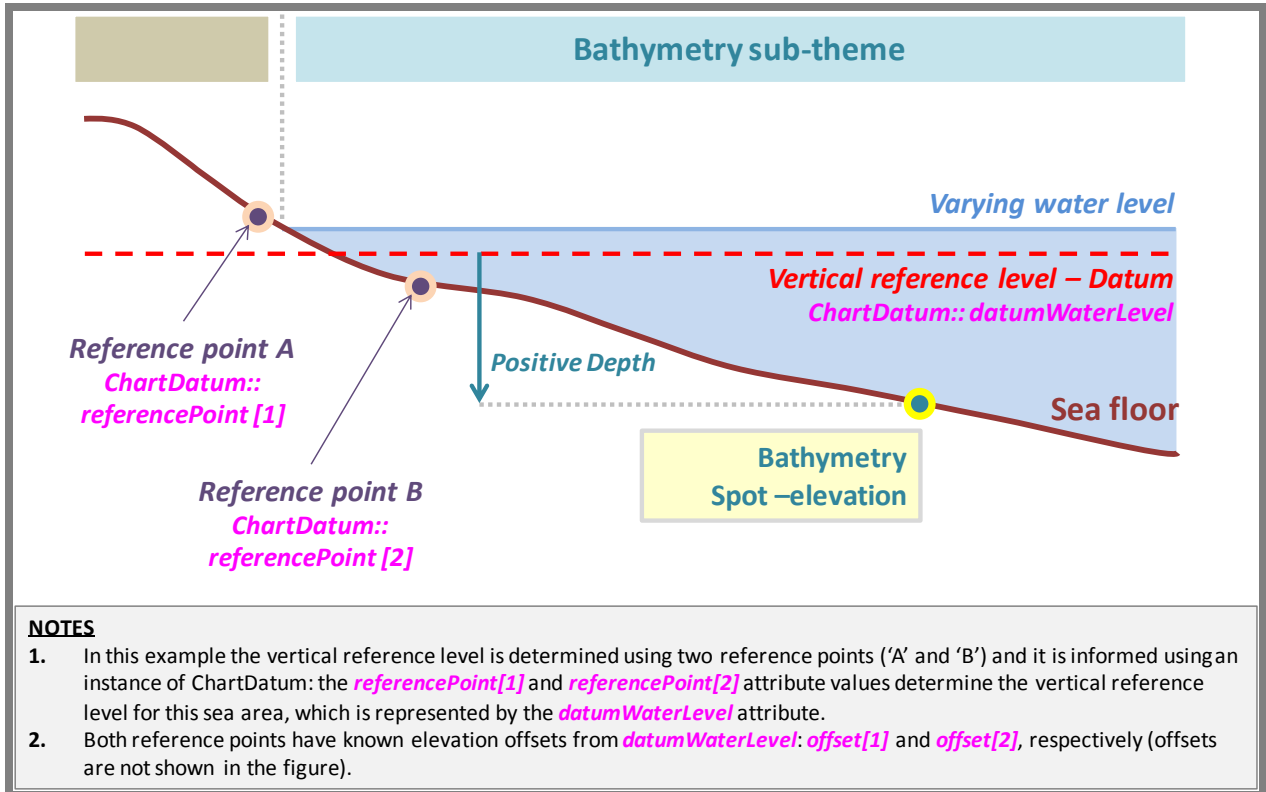 Bathymetry sub-theme
Varying water level
Vertical reference level – Datum
ChartDatum:: datumWaterLevel
Reference point A
ChartDatum::
referencePoint [1]
Positive Depth
Sea floor
Bathymetry
Spot –elevation
Reference point B
ChartDatum::
referencePoint [2]
NOTES
1. In this example the vertical reference level is determined using two reference points (‘A’ and ‘B’) and it is informed using an
instance of ChartDatum: the referencePoint[1] and referencePoint[2] attribute values determine the vertical reference
level for this sea area, which is represented by the datumWaterLevel attribute.
2. Both reference points have known elevation offsets from datumWaterLevel: offset[1] and offset[2], respectively (offsets
are not shown in the figure).